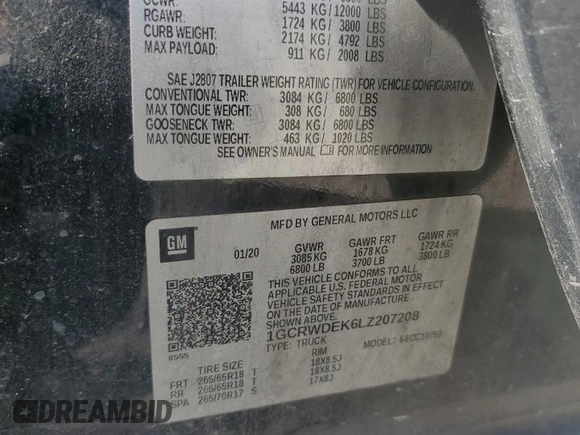 GCWR: 5443 KG/12000 LBS
RGAWR: 1724 KG/ 3800 LBS
CURB WEIGHT: 2174 KG/ 4792 LBS
MAX PAYLOAD: 911 KG/ 2008 LBS
SAE J2807 TRAILER WEIGHT RATING (TWR) FOR VEHICLE CONFIGURATION.
CONVENTIONAL TWR: 3084 KG/ 6800 LBS
MAX TONGUE WEIGHT: 308 KG/ 680 LBS
GOOSENECK TWR: 3084 KG/ 6800 LBS
MAX TONGUE WEIGHT: 463 KG/ 1020 LBS
SEE OWNER'S MANUAL FOR MORE INFORMATION
GM
MFD BY GENERAL MOTORS LLC
01/20 GVWR GAWR FRT GAWR RR
3085 KG 1678 KG 1724 KG
6800 LB 3700 LB 3800 LB
THIS VEHICLE CONFORMS TO ALL
APPLICABLE U.S. FEDERAL MOTOR
VEHICLE SAFETY STANDARDS IN EFFECT
ON THE DATE OF MANUFACTURE
SHOWN ABOVE.
1GCRWDEK6LZ207208
8555
TYPE: TRUCK MODEL:
TIRE SIZE RIM
FRT 265/65R18 T 18X8.5J
RR 265/65R18 T 18X8.5J
SPA 265/70R17 S 17X8J
DREAMBID.COM